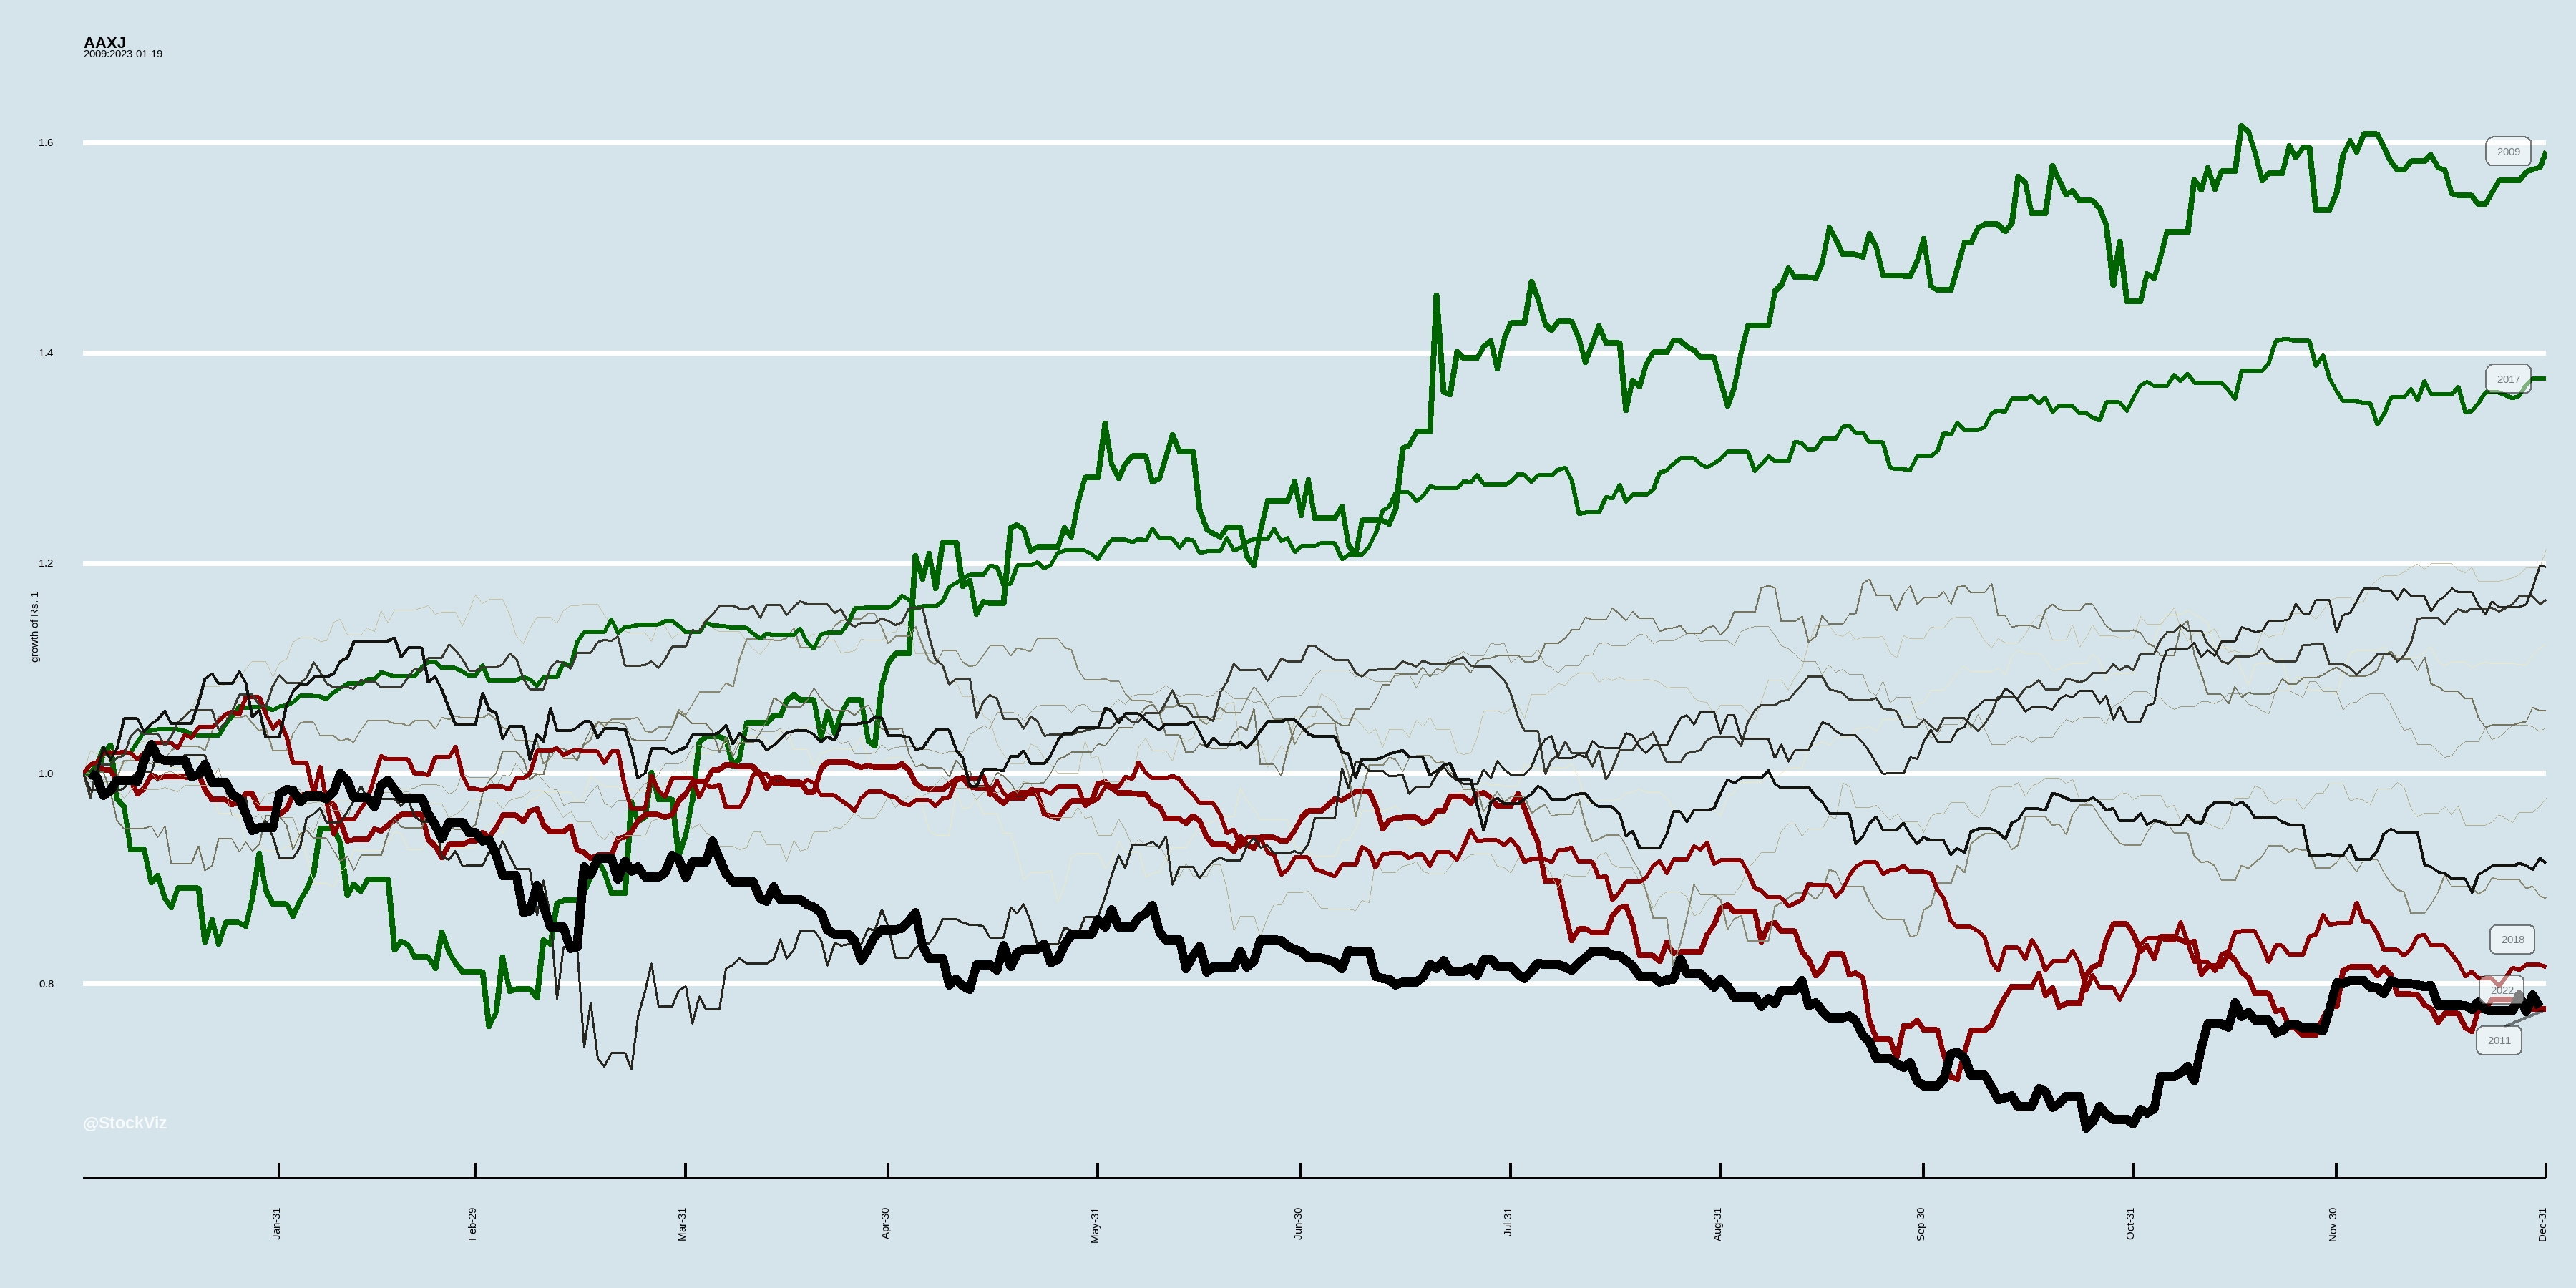 AAXJ
2009:2023-01-19
growth of Rs. 1
1.6
1.4
1.2
1.0
0.8
2009
2017
2018
2022
2011
@StockViz
Jan-31
Feb-29
Mar-31
Apr-30
May-31
Jun-30
Jul-31
Aug-31
Sep-30
Oct-31
Nov-30
Dec-31